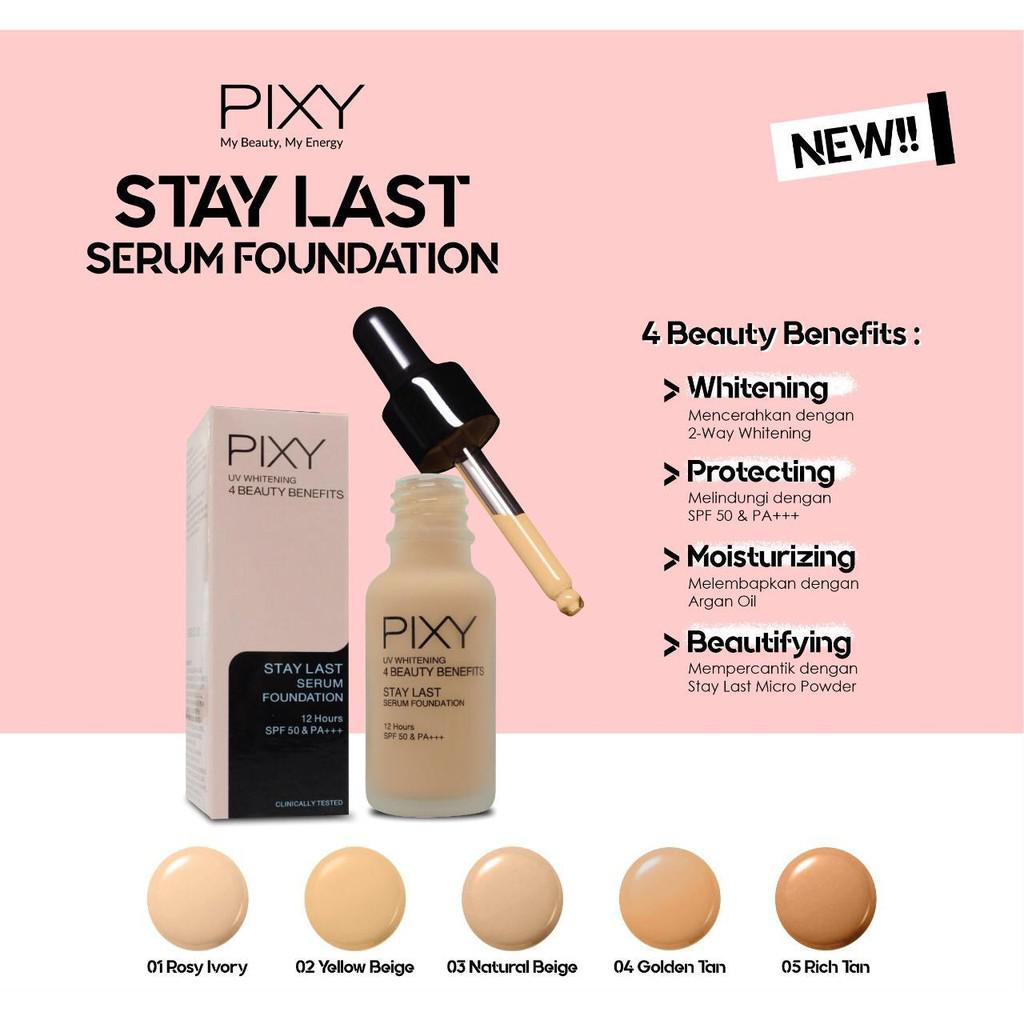 PIXY
My Beauty, My Energy
STAY LAST
SERUM FOUNDATION
NEW!!
4 Beauty Benefits :
> Whitening
Mencerahkan dengan
2-Way Whitening
> Protecting
Melindungi dengan
SPF 50 & PA+++
> Moisturizing
Melembapkan dengan
Argan Oil
> Beautifying
Mempercantik dengan
Stay Last Micro Powder
PIXY
UV WHITENING
4 BEAUTY BENEFITS
STAY LAST
SERUM
FOUNDATION
12 Hours
SPF 50 & PA+++
CLINICALLY TESTED
PIXY
UV WHITENING
4 BEAUTY BENEFITS
STAY LAST
SERUM FOUNDATION
12 Hours
SPF 50 & PA+++
01 Rosy Ivory
02 Yellow Beige
03 Natural Beige
04 Golden Tan
05 Rich Tan